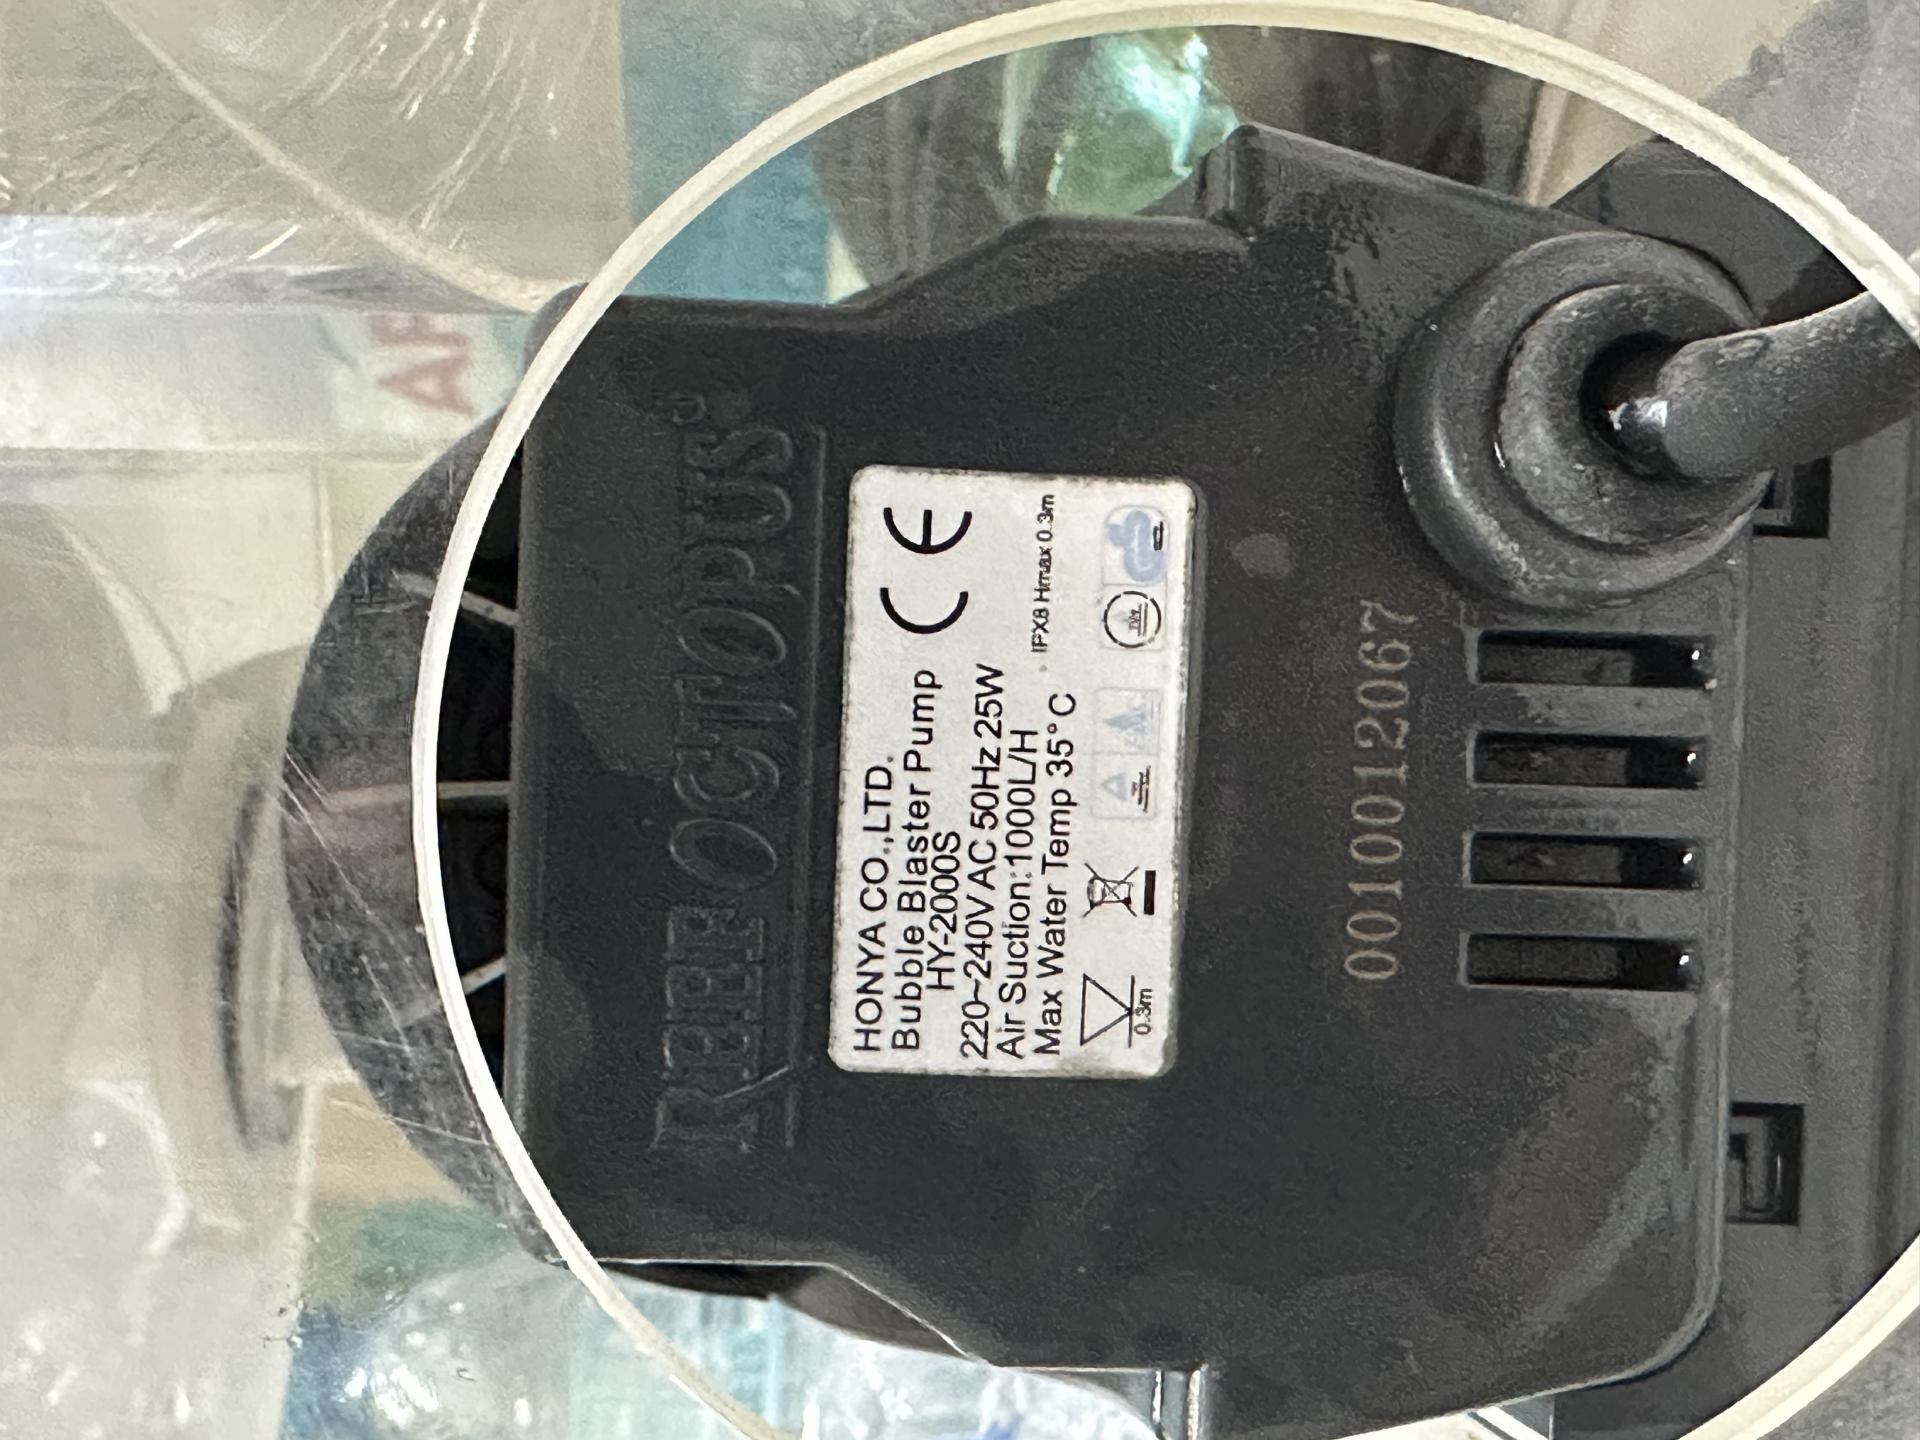 REEF OCTOPUS
HONYA CO.,LTD.
Bubble Blaster Pump
HY-2000S
220~240V AC 50Hz 25W
Air Suction:1000L/H
Max Water Temp 35°C
IPX8 Hmax 0.3m
CE
0.3m
0010012067